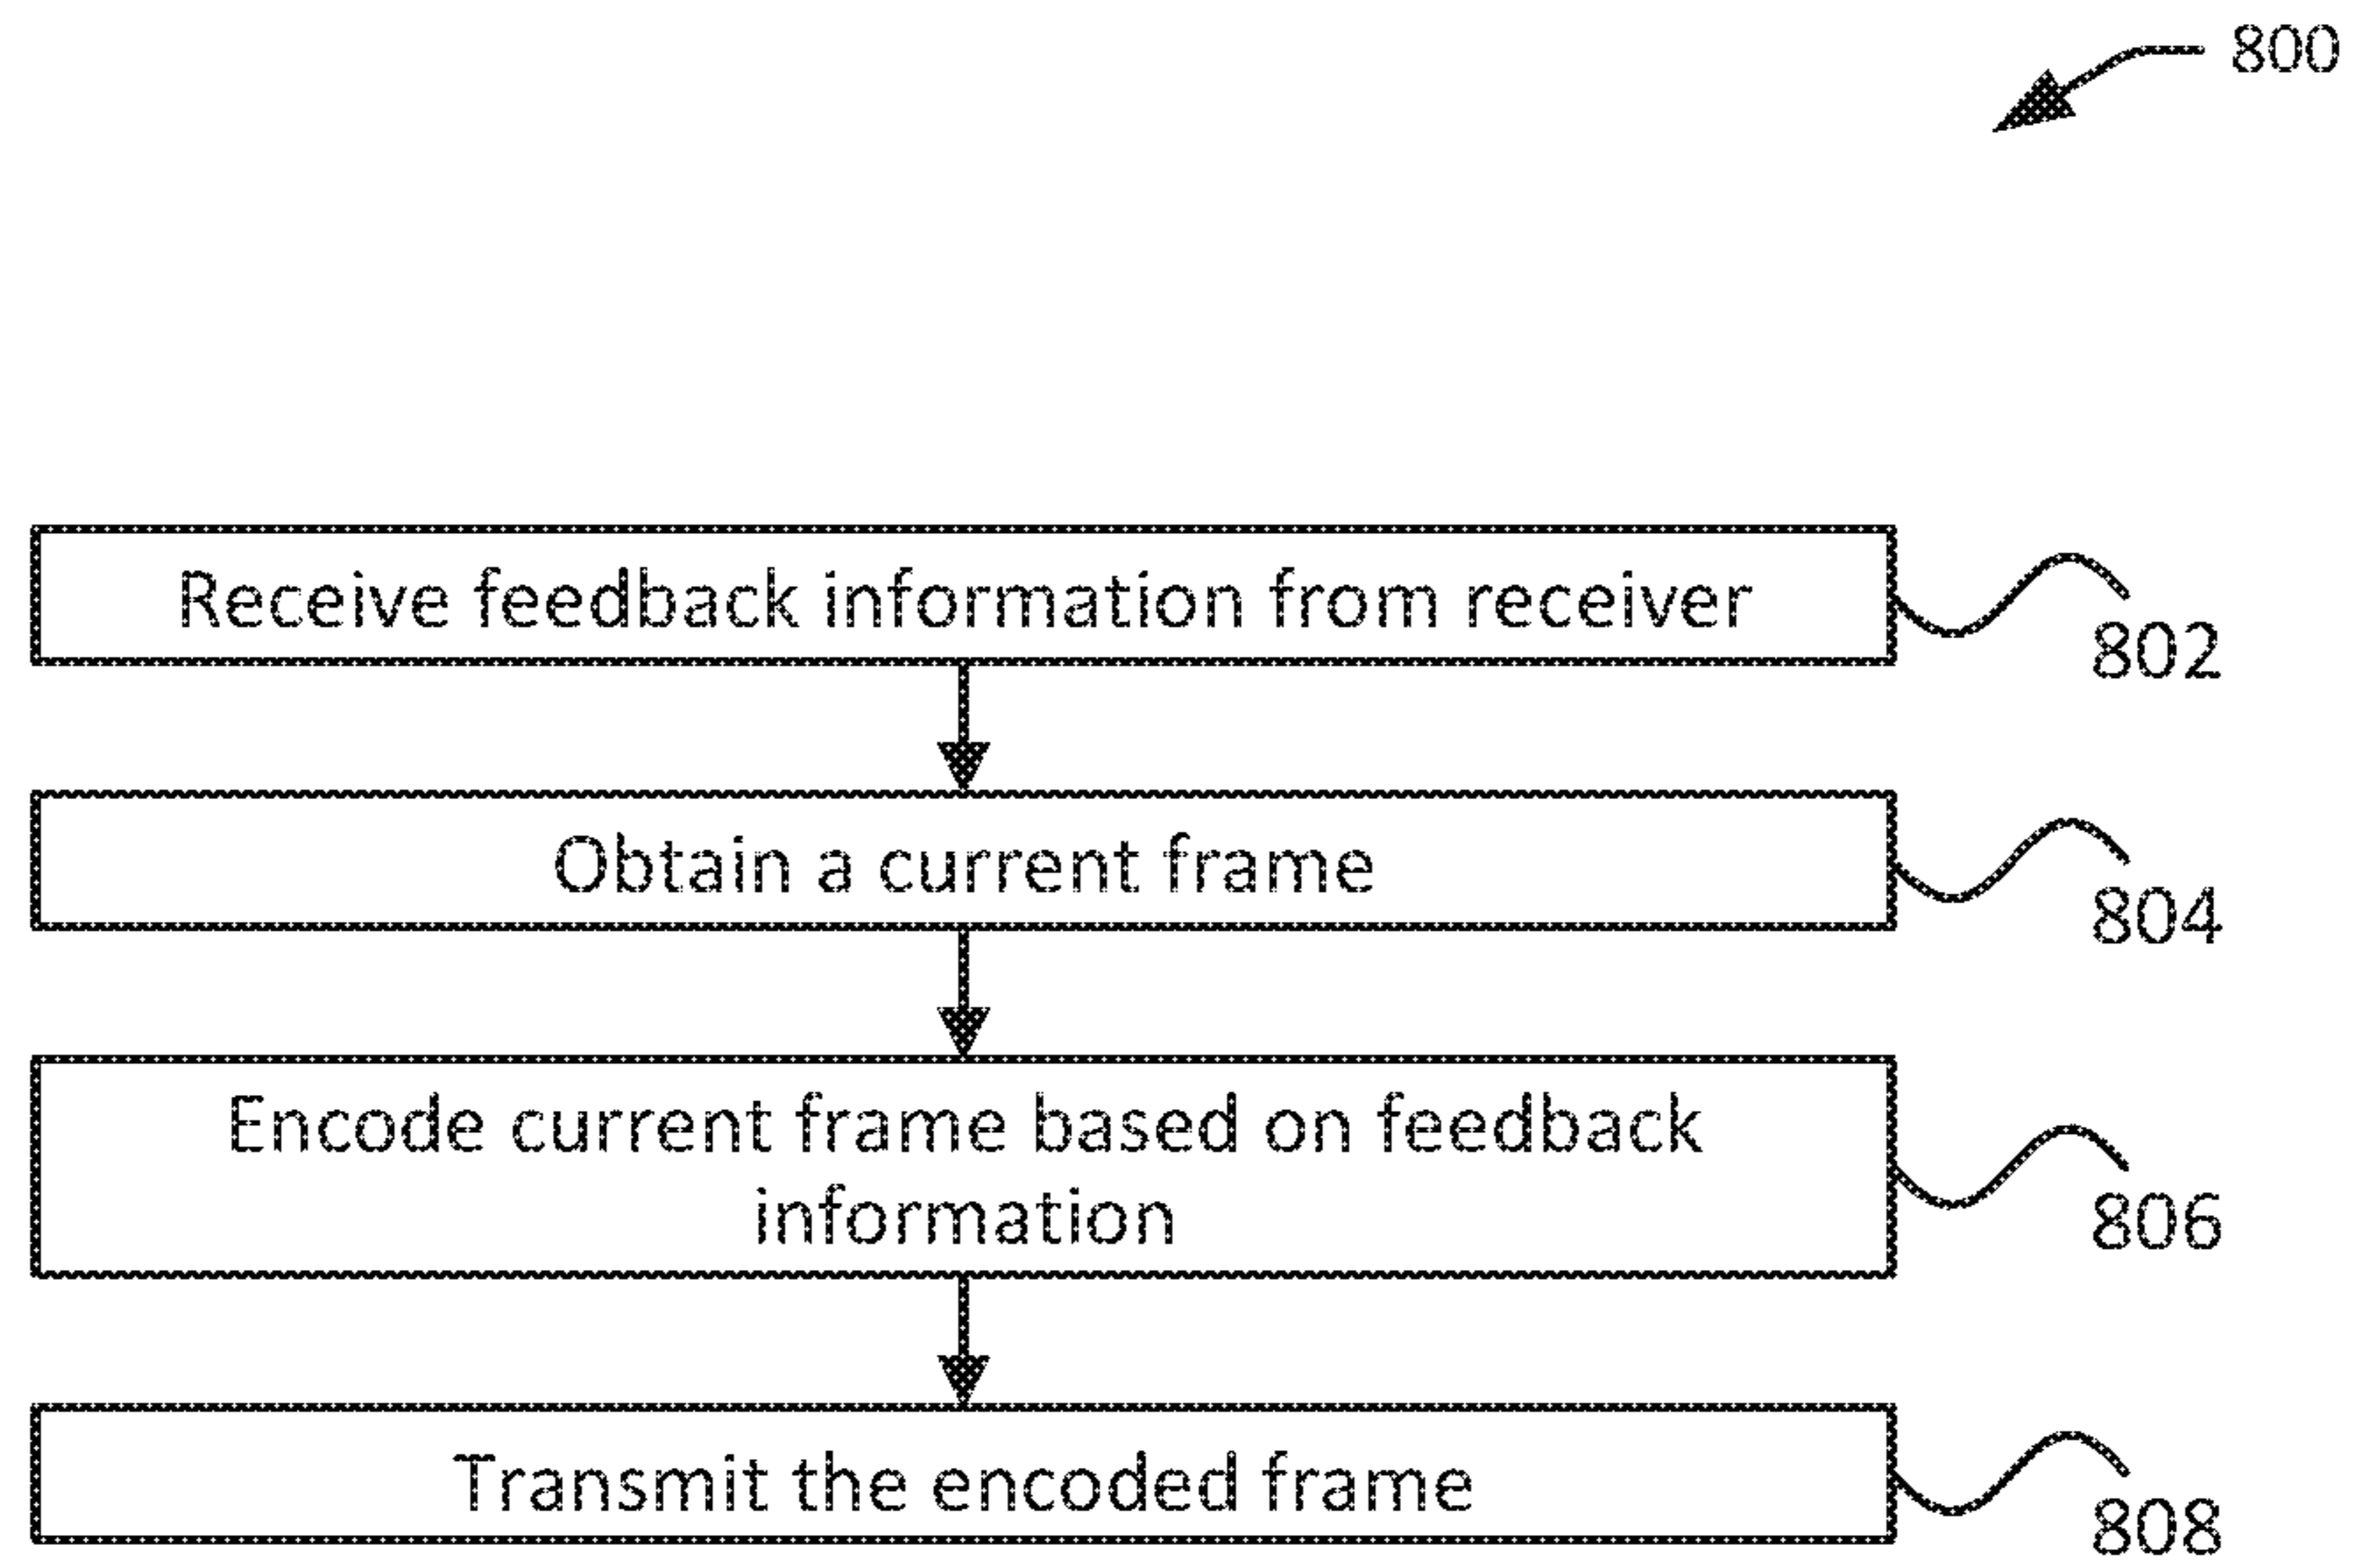 800
Receive feedback information from receiver
802
Obtain a current frame
804
Encode current frame based on feedback
information
806
Transmit the encoded frame
808